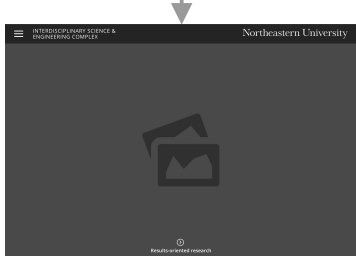 INTERDISCIPLINARY SCIENCE &
ENGINEERING COMPLEX
Northeastern University
Results-oriented research